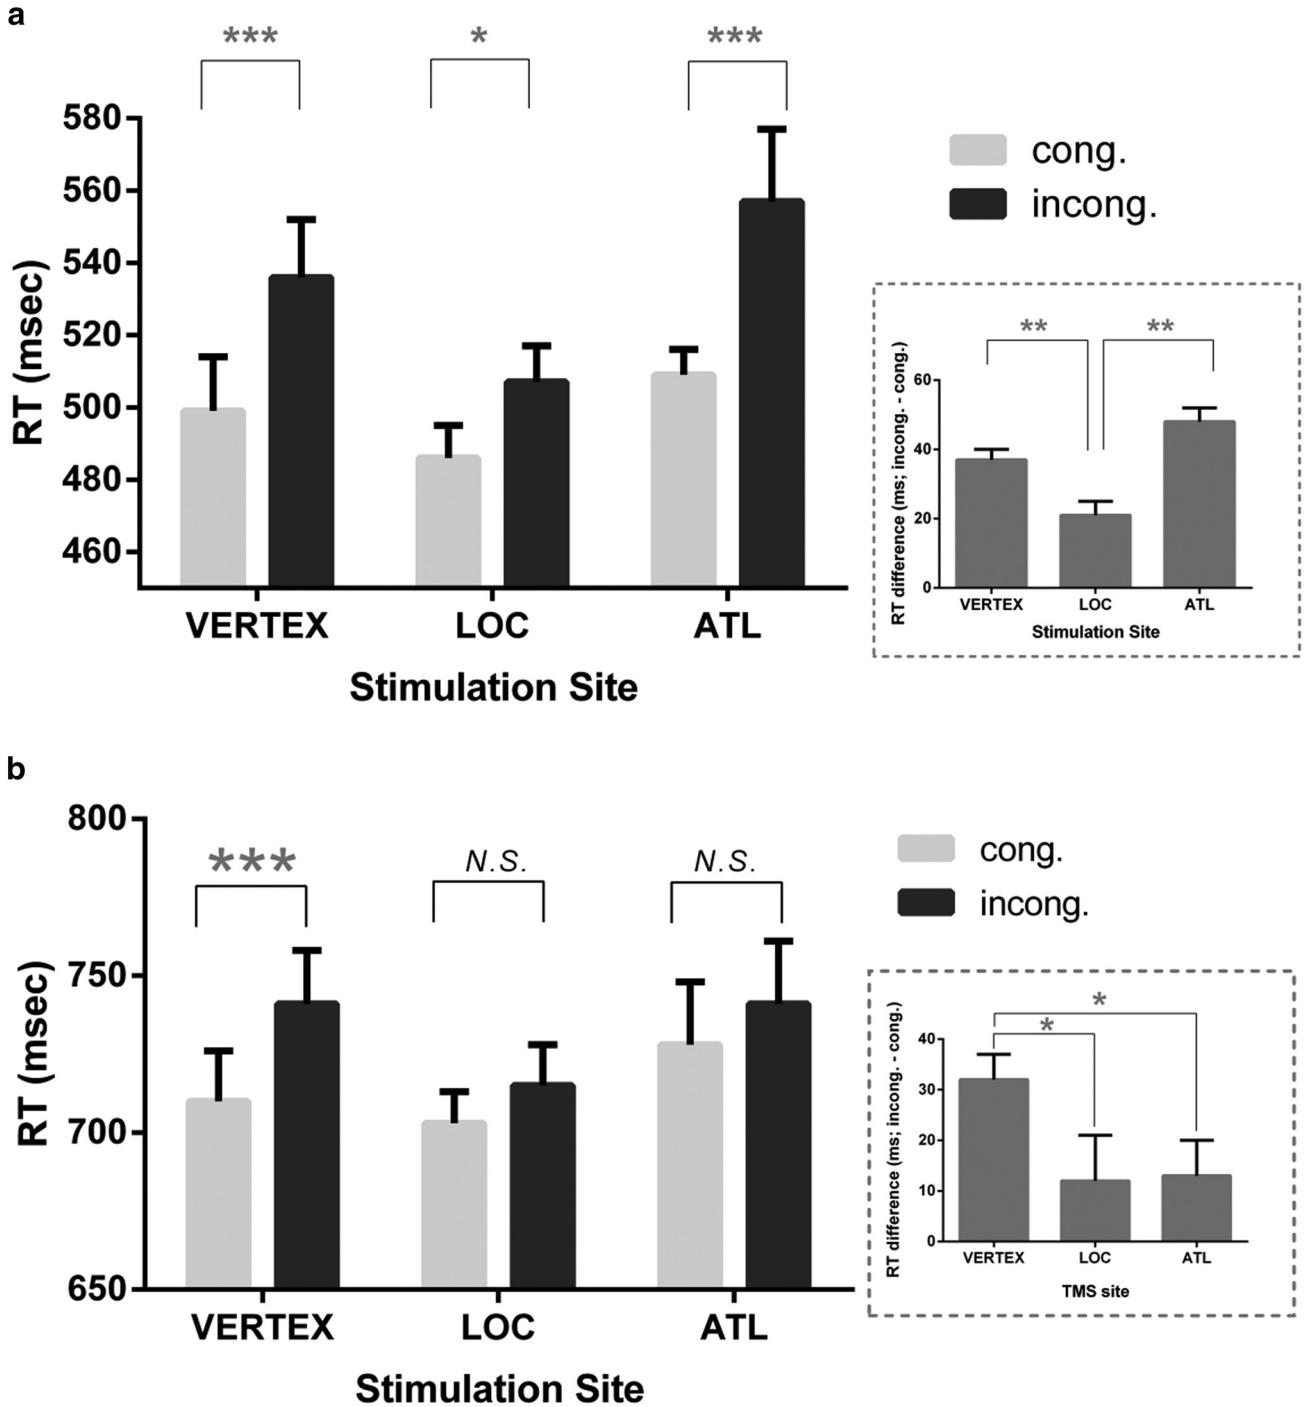 a
*** * ***
580
560
540
520
500
480
460
RT (msec)
VERTEX LOC ATL
Stimulation Site
cong.
incong.
** **
60
40
20
0
RT difference (ms; incong. - cong.)
VERTEX LOC ATL
Stimulation Site
b
800
750
700
650
RT (msec)
*** N.S. N.S.
VERTEX LOC ATL
Stimulation Site
cong.
incong.
*
*
40
30
20
10
0
RT difference (ms; incong. - cong.)
VERTEX LOC ATL
TMS site